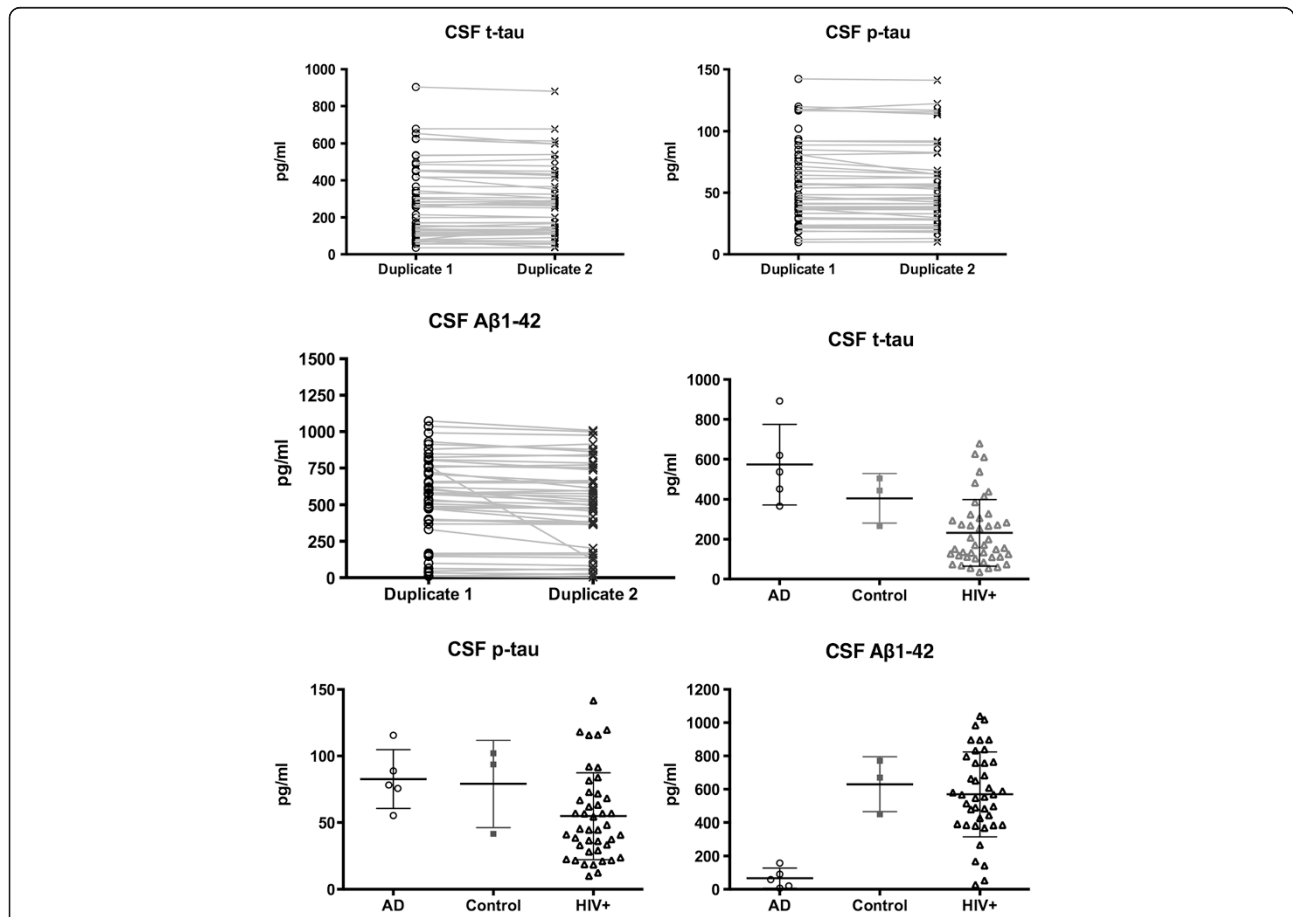 CSF t-tau
1000
800
600
400
200
0
pg/ml
Duplicate 1
Duplicate 2
CSF p-tau
150
100
50
0
pg/ml
Duplicate 1
Duplicate 2
CSF Aβ1-42
1500
1250
1000
750
500
250
0
pg/ml
Duplicate 1
Duplicate 2
CSF t-tau
1000
800
600
400
200
0
pg/ml
AD
Control
HIV+
CSF p-tau
150
100
50
0
pg/ml
AD
Control
HIV+
CSF Aβ1-42
1200
1000
800
600
400
200
0
pg/ml
AD
Control
HIV+